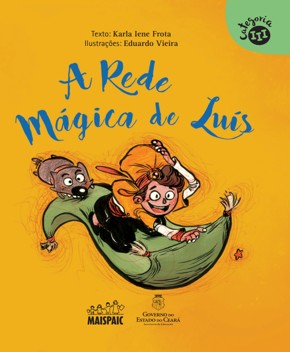 Texto: Karla Iene Frota
Ilustrações: Eduardo Vieira
Categoria
III
A Rede
Mágica de Luís
MAISPAIC
GOVERNO DO
ESTADO DO CEARÁ